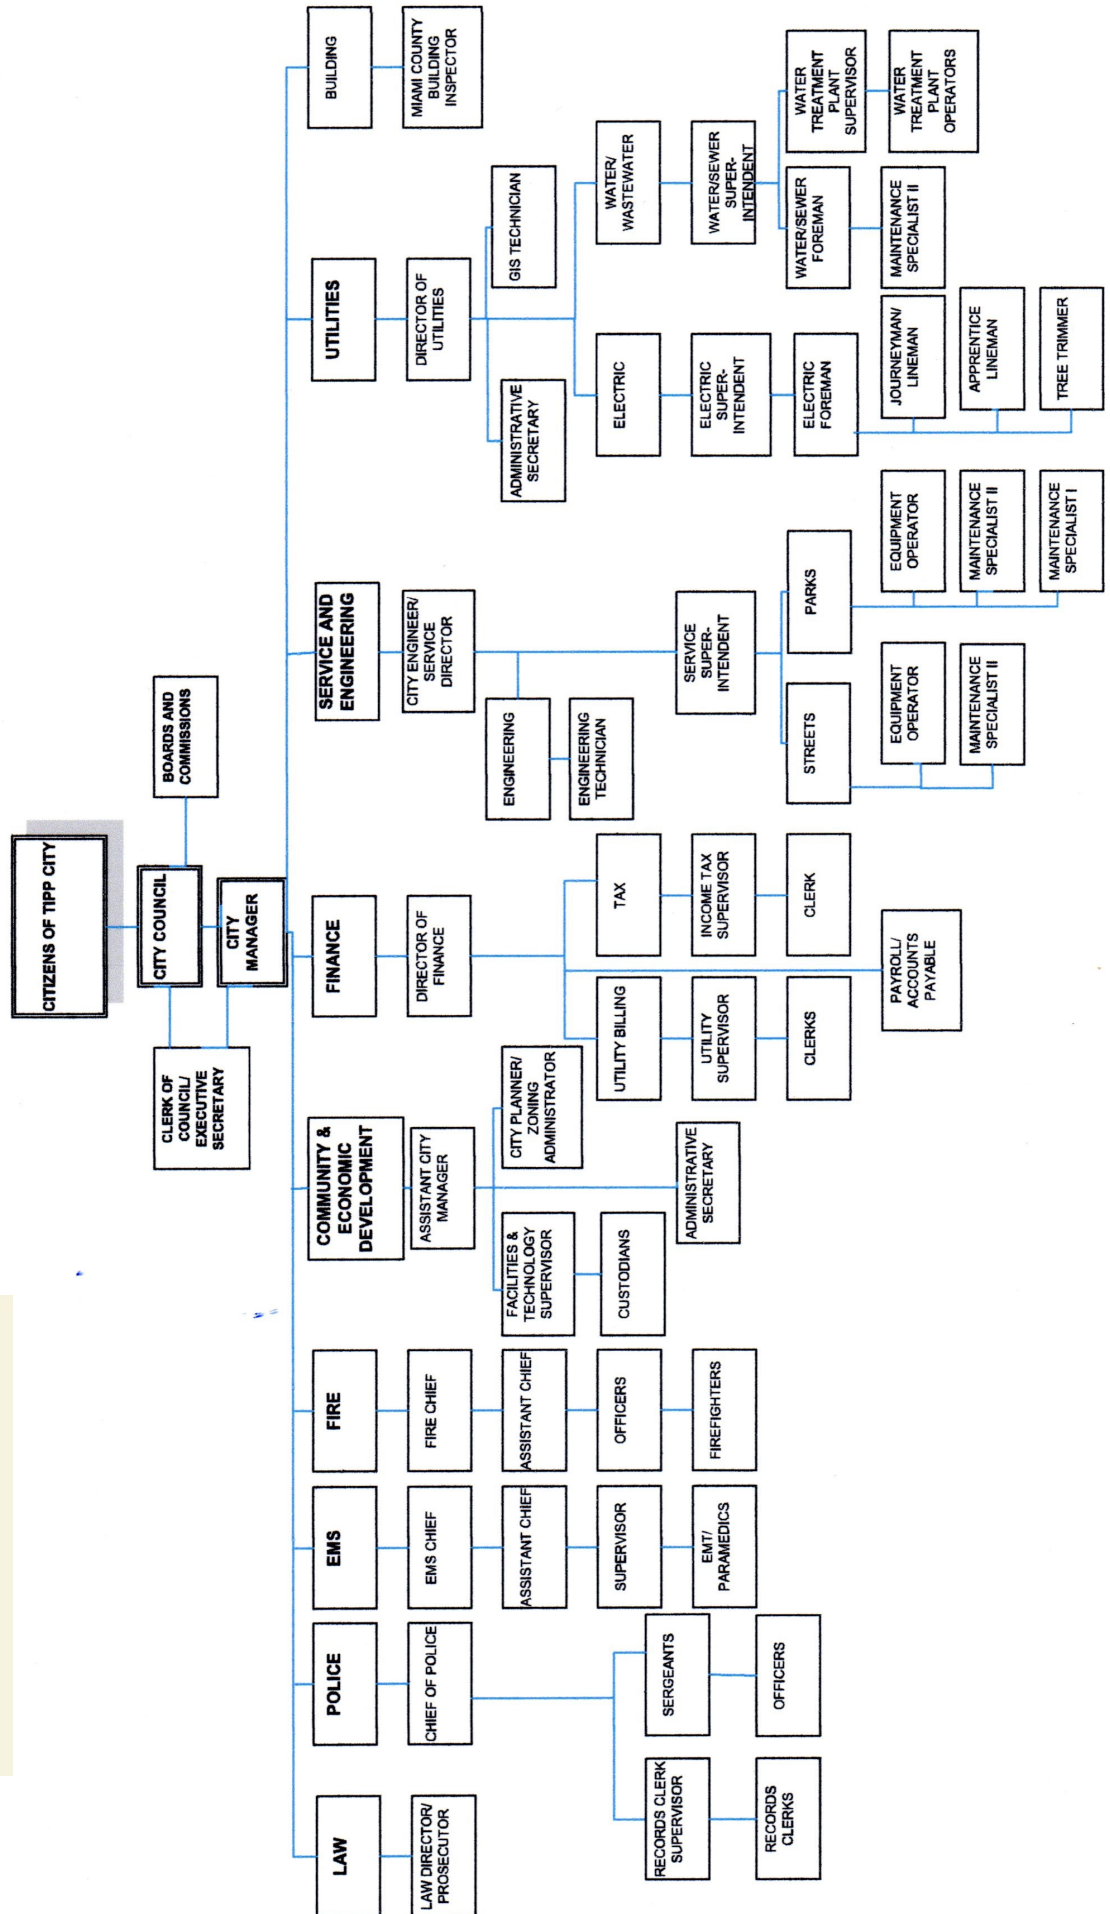 CITIZENS OF TIPP CITY
CITY COUNCIL
BOARDS AND
COMMISSIONS
CLERK OF
COUNCIL/
EXECUTIVE
SECRETARY
CITY
MANAGER
LAW
LAW DIRECTOR/
PROSECUTOR
POLICE
CHIEF OF POLICE
RECORDS CLERK
SUPERVISOR
RECORDS
CLERKS
SERGEANTS
OFFICERS
EMS
EMS CHIEF
ASSISTANT CHIEF
SUPERVISOR
EMT/
PARAMEDICS
FIRE
FIRE CHIEF
ASSISTANT CHIEF
OFFICERS
FIREFIGHTERS
COMMUNITY &
ECONOMIC
DEVELOPMENT
ASSISTANT CITY
MANAGER
FACILITIES &
TECHNOLOGY
SUPERVISOR
CUSTODIANS
CITY PLANNER/
ZONING
ADMINISTRATOR
ADMINISTRATIVE
SECRETARY
FINANCE
DIRECTOR OF
FINANCE
UTILITY BILLING
UTILITY
SUPERVISOR
CLERKS
TAX
INCOME TAX
SUPERVISOR
CLERK
PAYROLL/
ACCOUNTS
PAYABLE
SERVICE AND
ENGINEERING
CITY ENGINEER/
SERVICE
DIRECTOR
ENGINEERING
ENGINEERING
TECHNICIAN
SERVICE
SUPER-
INTENDENT
STREETS
EQUIPMENT
OPERATOR
MAINTENANCE
SPECIALIST II
PARKS
EQUIPMENT
OPERATOR
MAINTENANCE
SPECIALIST II
MAINTENANCE
SPECIALIST I
UTILITIES
DIRECTOR OF
UTILITIES
ADMINISTRATIVE
SECRETARY
GIS TECHNICIAN
ELECTRIC
ELECTRIC
SUPER-
INTENDENT
ELECTRIC
FOREMAN
JOURNEYMAN/
LINEMAN
APPRENTICE
LINEMAN
TREE TRIMMER
WATER/
WASTEWATER
WATER/SEWER
SUPER-
INTENDENT
WATER/SEWER
FOREMAN
MAINTENANCE
SPECIALIST II
WATER
TREATMENT
PLANT
SUPERVISOR
WATER
TREATMENT
PLANT
OPERATORS
BUILDING
MIAMI COUNTY
BUILDING
INSPECTOR